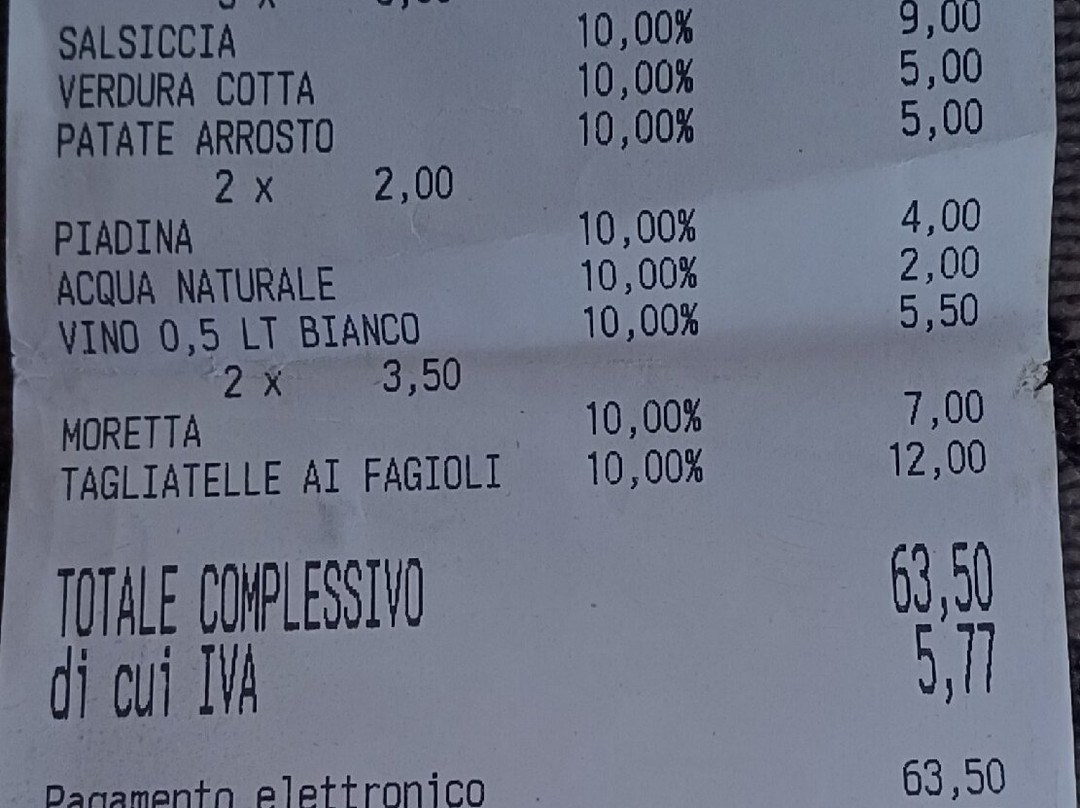 SALSICCIA 10,00% 9,00
VERDURA COTTA 10,00% 5,00
PATATE ARROSTO 10,00% 5,00
2 x 2,00
PIADINA 10,00% 4,00
ACQUA NATURALE 10,00% 2,00
VINO 0,5 LT BIANCO 10,00% 5,50
2 x 3,50
MORETTA 10,00% 7,00
TAGLIATELLE AI FAGIOLI 10,00% 12,00
TOTALE COMPLESSIVO 63,50
di cui IVA 5,77
Pagamento elettronico 63,50